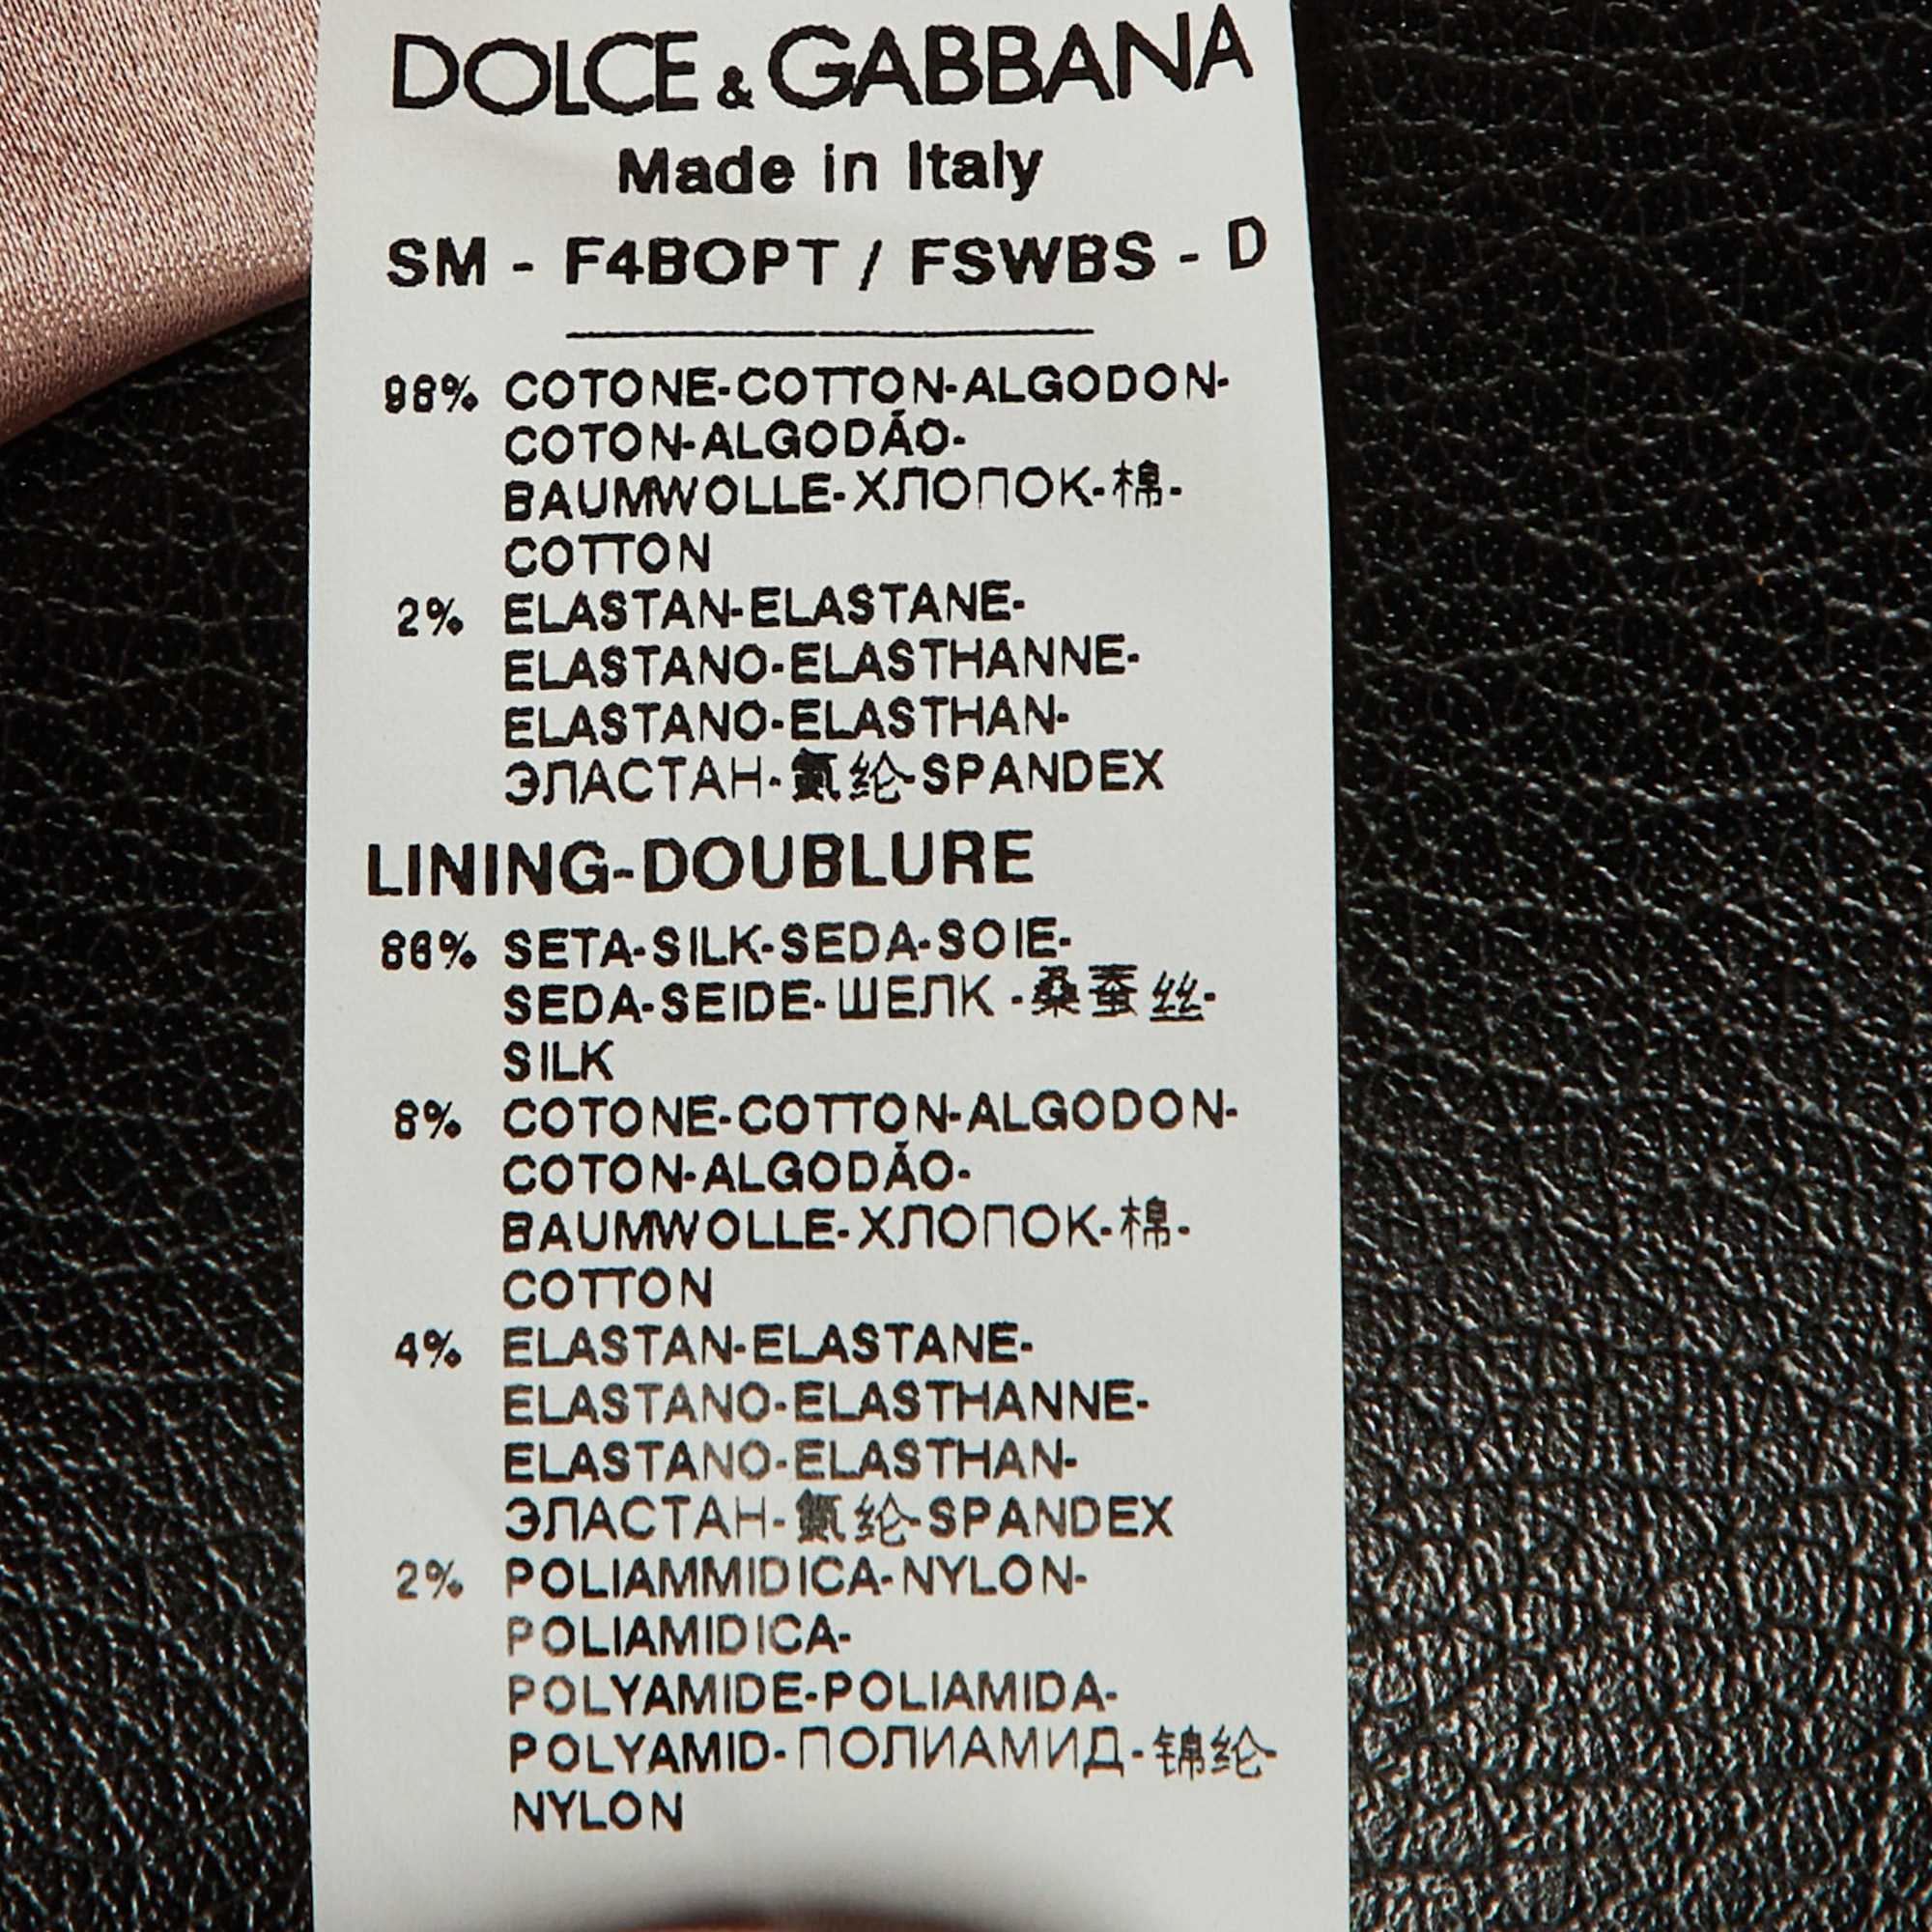 DOLCE & GABBANA
Made in Italy
SM - F4BOPT / FSWBS - D
98% COTONE-COTTON-ALGODON-
COTON-ALGODÃO-
BAUMWOLLE-ХЛОПОК-棉-
COTTON
2% ELASTAN-ELASTANE-
ELASTANO-ELASTHANNE-
ELASTANO-ELASTHAN-
ЭЛАСТАН-氨纶-SPANDEX
LINING-DOUBLURE
86% SETA-SILK-SEDA-SOIE-
SEDA-SEIDE-ШЕЛК-桑蚕丝-
SILK
8% COTONE-COTTON-ALGODON-
COTON-ALGODÃO-
BAUMWOLLE-ХЛОПОК-棉-
COTTON
4% ELASTAN-ELASTANE-
ELASTANO-ELASTHANNE-
ELASTANO-ELASTHAN-
ЭЛАСТАН-氨纶-SPANDEX
2% POLIAMMIDICA-NYLON-
POLIAMIDICA-
POLYAMIDE-POLIAMIDA-
POLYAMID-ПОЛИАМИД-锦纶-
NYLON